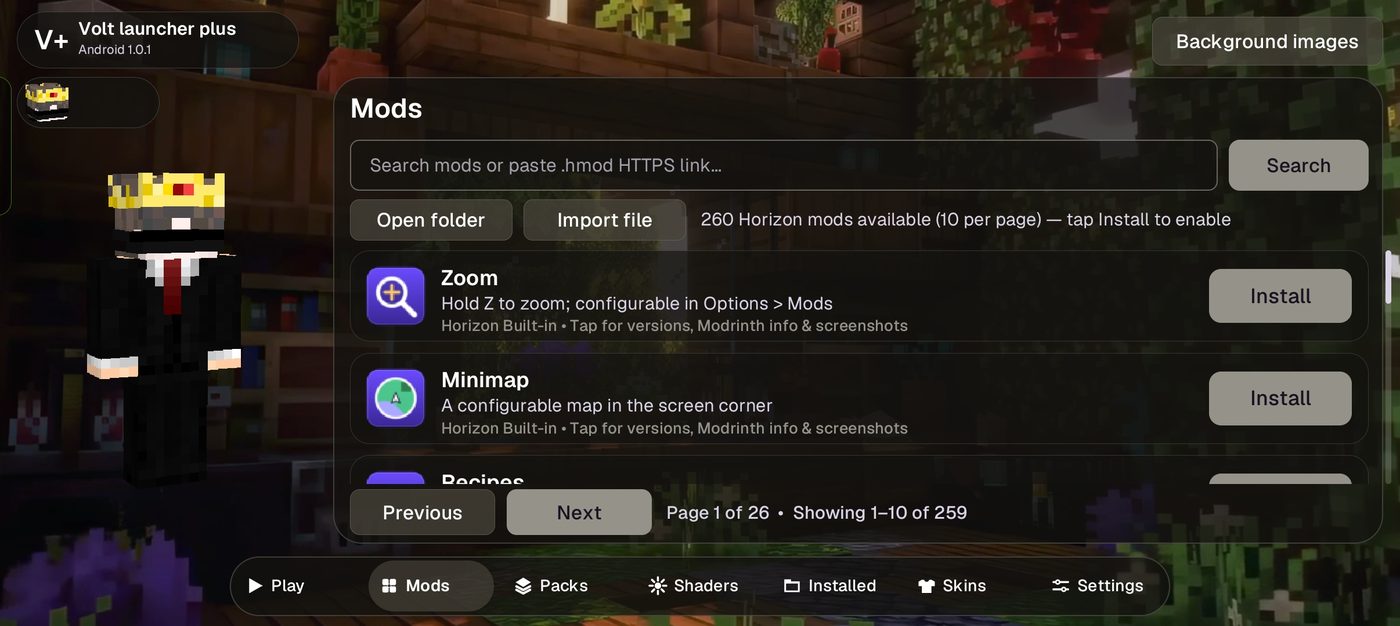 V+ Volt launcher plus
Android 1.0.1
Background images
Mods
Search mods or paste .hmod HTTPS link...
Search
Open folder
Import file
260 Horizon mods available (10 per page) — tap Install to enable
Zoom
Hold Z to zoom; configurable in Options > Mods
Horizon Built-in • Tap for versions, Modrinth info & screenshots
Install
Minimap
A configurable map in the screen corner
Horizon Built-in • Tap for versions, Modrinth info & screenshots
Install
Recipes
Previous
Next
Page 1 of 26 • Showing 1–10 of 259
Play
Mods
Packs
Shaders
Installed
Skins
Settings